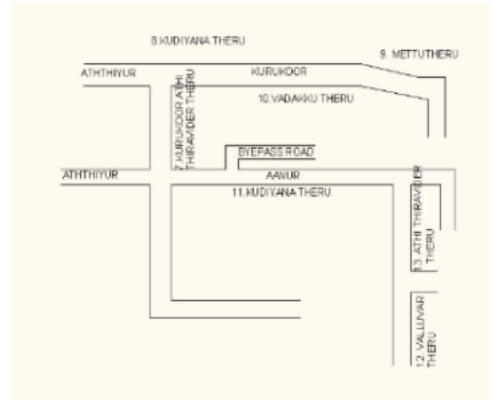 8.KUDIYANA THERU
9. METTUTHERU
ATHTHIYUR
KURUKOOR
10.VADAKKU THERU
7.KURUKOOR ATHI
THIRAVIDER THERU
BYEPASS ROAD
ATHTHIYUR
AANUR
11.KUDIYANA THERU
13. ATHI THIRAVIDER
THERU
12. VALLUVAR
THERU